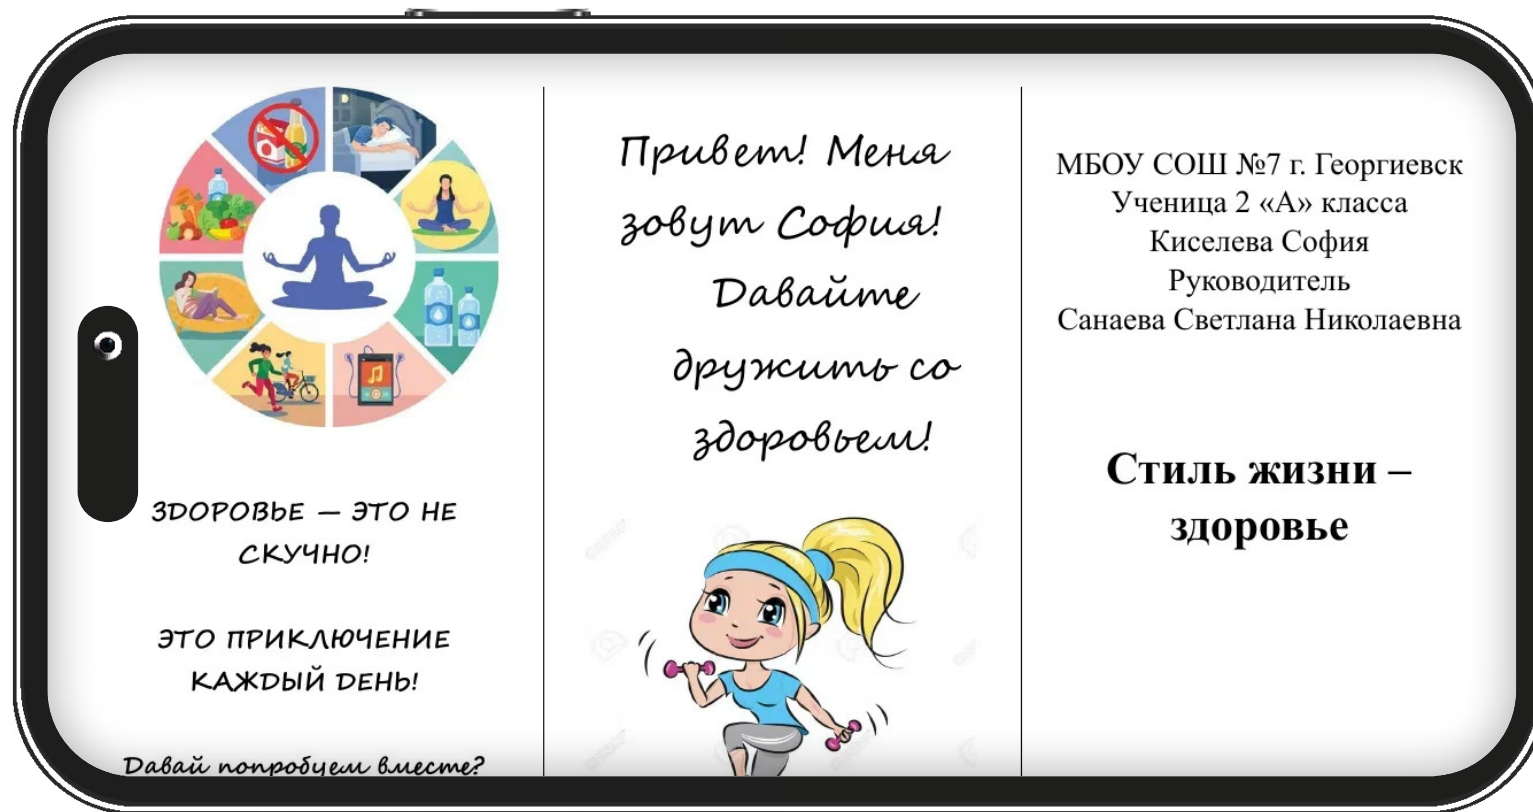 ЗДОРОВЬЕ – ЭТО НЕ
СКУЧНО!
ЭТО ПРИКЛЮЧЕНИЕ
КАЖДЫЙ ДЕНЬ!
Давай попробуем вместе?
Привет! Меня
зовут София!
Давайте
дружить со
здоровьем!
МБОУ СОШ №7 г. Георгиевск
Ученица 2 «А» класса
Киселева София
Руководитель
Санаева Светлана Николаевна
Стиль жизни –
здоровье